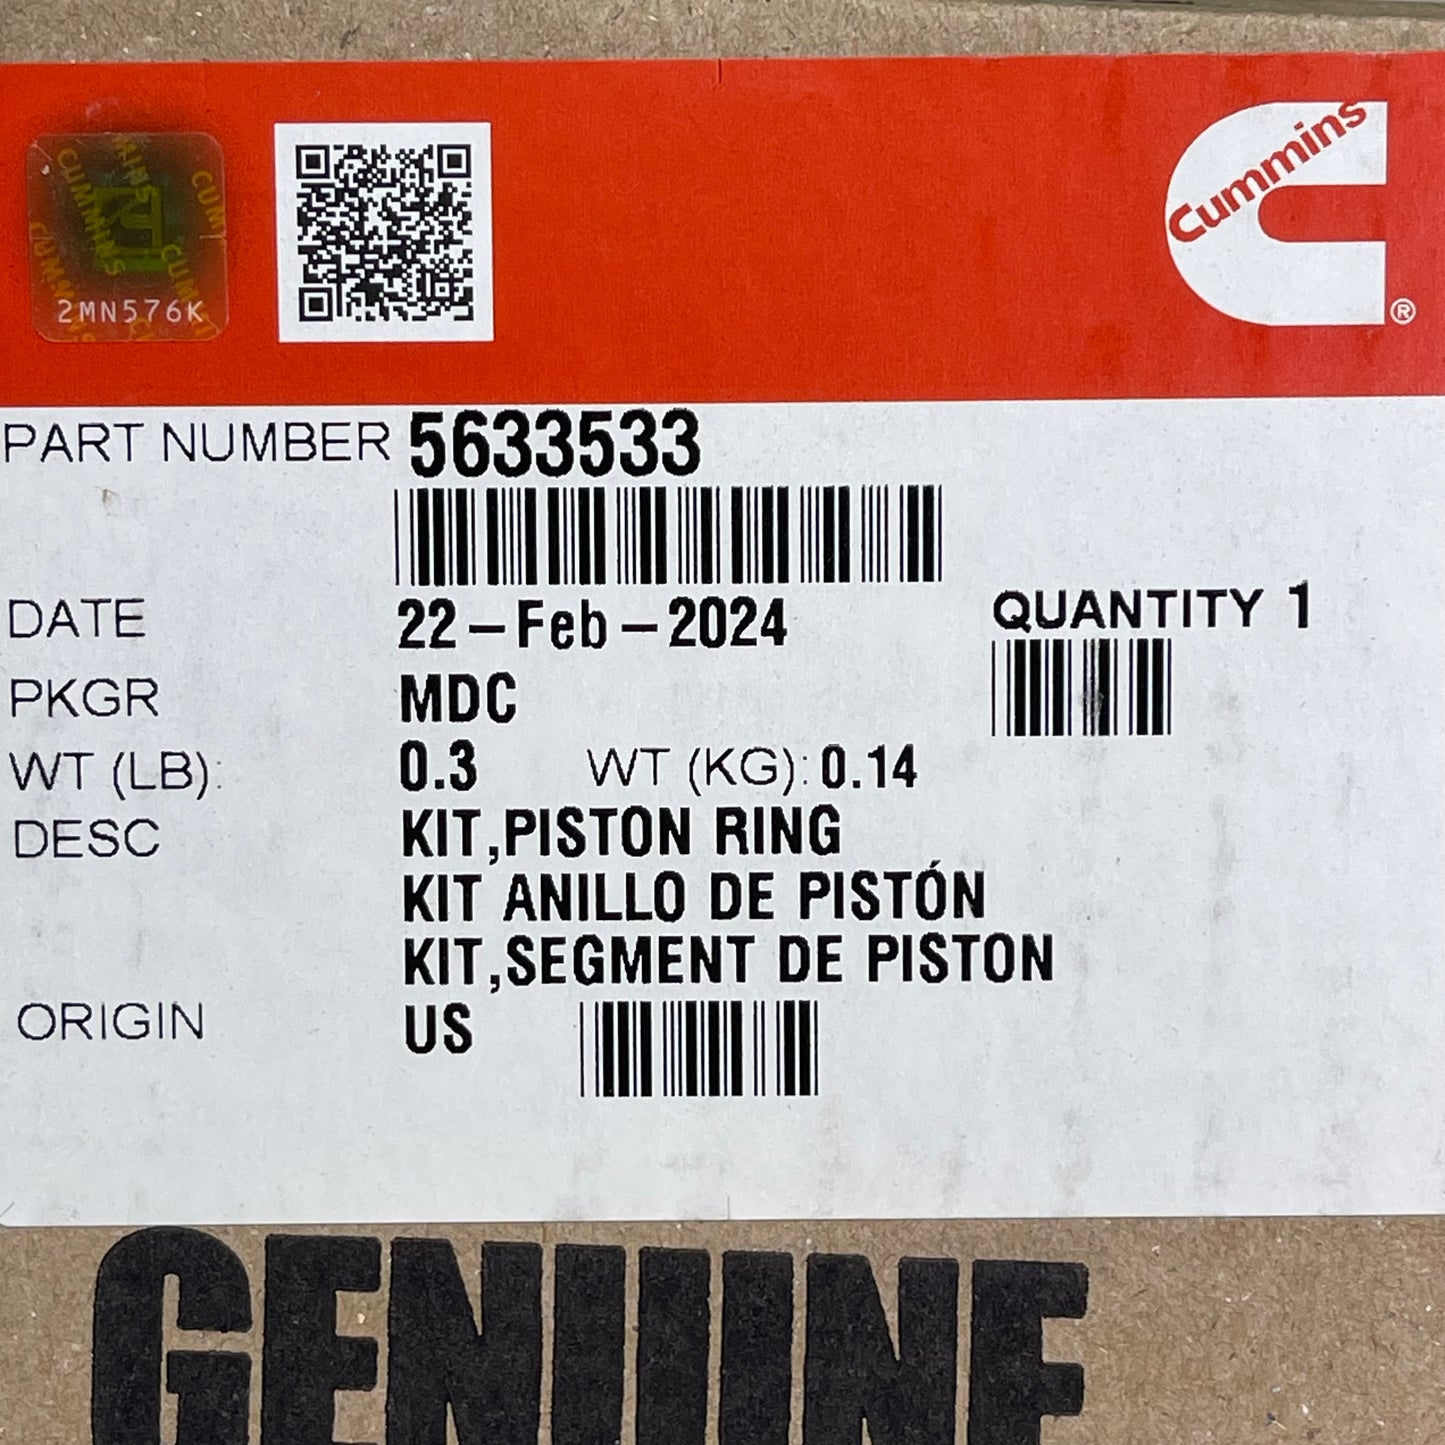 Cummins ®
CUMMINS
2MN576K
PART NUMBER 5633533
DATE 22-Feb-2024 QUANTITY 1
PKGR MDC
WT (LB): 0.3 WT (KG): 0.14
DESC KIT,PISTON RING
KIT ANILLO DE PISTÓN
KIT,SEGMENT DE PISTON
ORIGIN US
GENUINE